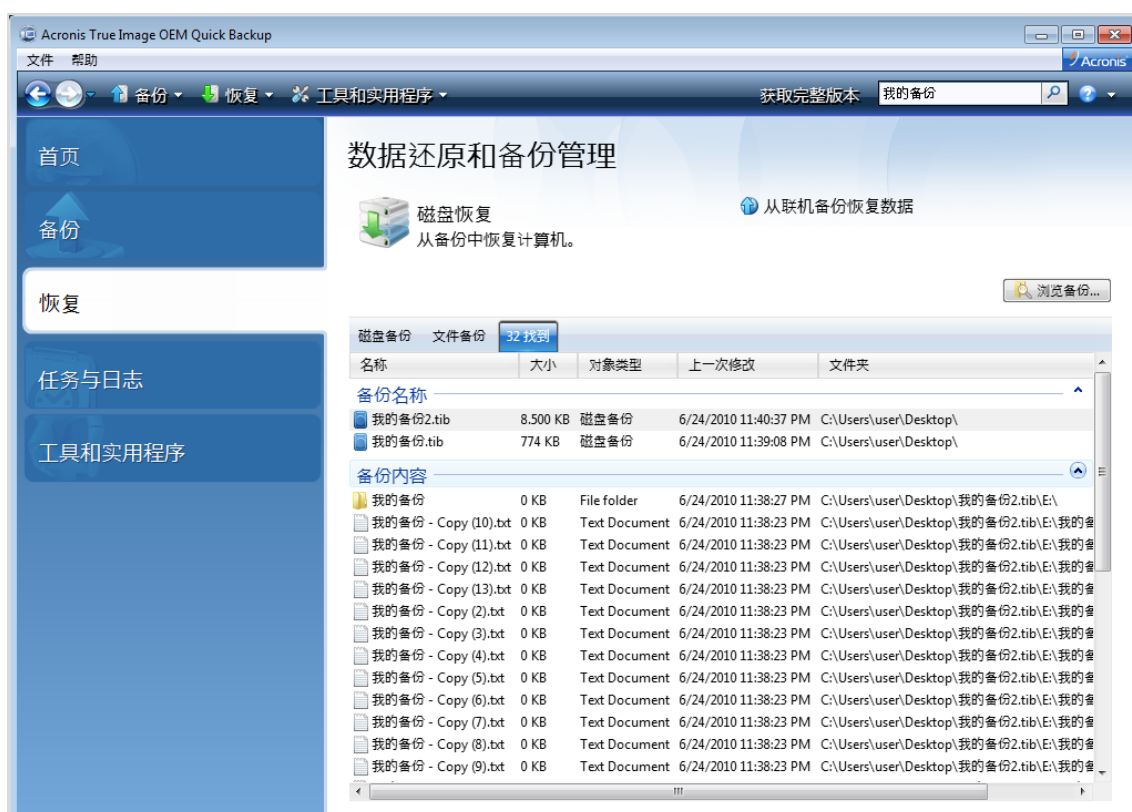 Acronis True Image OEM Quick Backup
文件 帮助
Acronis
备份 恢复 工具和实用程序 获取完整版本 我的备份
首页
备份
恢复
任务与日志
工具和实用程序
数据还原和备份管理
磁盘恢复
从备份中恢复计算机。
从联机备份恢复数据
浏览备份...
磁盘备份 文件备份 32 找到
名称 大小 对象类型 上一次修改 文件夹
备份名称
我的备份2.tib 8.500 KB 磁盘备份 6/24/2010 11:40:37 PM C:\Users\user\Desktop\
我的备份.tib 774 KB 磁盘备份 6/24/2010 11:39:08 PM C:\Users\user\Desktop\
备份内容
我的备份 0 KB File folder 6/24/2010 11:38:27 PM C:\Users\user\Desktop\我的备份2.tib\E:\
我的备份 - Copy (10).txt 0 KB Text Document 6/24/2010 11:38:23 PM C:\Users\user\Desktop\我的备份2.tib\E:\我的备
我的备份 - Copy (11).txt 0 KB Text Document 6/24/2010 11:38:23 PM C:\Users\user\Desktop\我的备份2.tib\E:\我的备
我的备份 - Copy (12).txt 0 KB Text Document 6/24/2010 11:38:23 PM C:\Users\user\Desktop\我的备份2.tib\E:\我的备
我的备份 - Copy (13).txt 0 KB Text Document 6/24/2010 11:38:23 PM C:\Users\user\Desktop\我的备份2.tib\E:\我的备
我的备份 - Copy (2).txt 0 KB Text Document 6/24/2010 11:38:23 PM C:\Users\user\Desktop\我的备份2.tib\E:\我的备
我的备份 - Copy (3).txt 0 KB Text Document 6/24/2010 11:38:23 PM C:\Users\user\Desktop\我的备份2.tib\E:\我的备
我的备份 - Copy (4).txt 0 KB Text Document 6/24/2010 11:38:23 PM C:\Users\user\Desktop\我的备份2.tib\E:\我的备
我的备份 - Copy (5).txt 0 KB Text Document 6/24/2010 11:38:23 PM C:\Users\user\Desktop\我的备份2.tib\E:\我的备
我的备份 - Copy (6).txt 0 KB Text Document 6/24/2010 11:38:23 PM C:\Users\user\Desktop\我的备份2.tib\E:\我的备
我的备份 - Copy (7).txt 0 KB Text Document 6/24/2010 11:38:23 PM C:\Users\user\Desktop\我的备份2.tib\E:\我的备
我的备份 - Copy (8).txt 0 KB Text Document 6/24/2010 11:38:23 PM C:\Users\user\Desktop\我的备份2.tib\E:\我的备
我的备份 - Copy (9).txt 0 KB Text Document 6/24/2010 11:38:23 PM C:\Users\user\Desktop\我的备份2.tib\E:\我的备